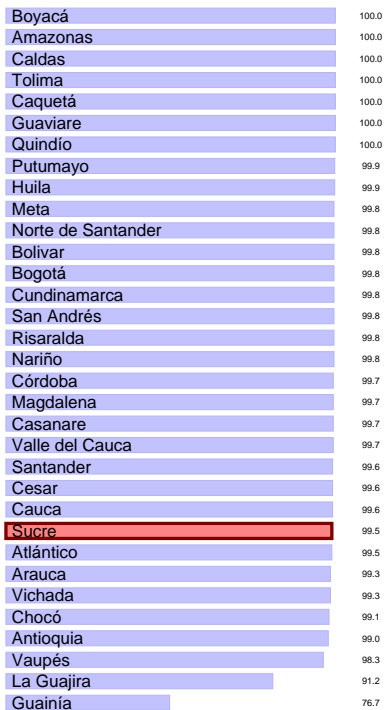 Boyacá 100.0
Amazonas 100.0
Caldas 100.0
Tolima 100.0
Caquetá 100.0
Guaviare 100.0
Quindío 100.0
Putumayo 99.9
Huila 99.9
Meta 99.8
Norte de Santander 99.8
Bolivar 99.8
Bogotá 99.8
Cundinamarca 99.8
San Andrés 99.8
Risaralda 99.8
Nariño 99.8
Córdoba 99.7
Magdalena 99.7
Casanare 99.7
Valle del Cauca 99.7
Santander 99.6
Cesar 99.6
Cauca 99.6
Sucre 99.5
Atlántico 99.5
Arauca 99.3
Vichada 99.3
Chocó 99.1
Antioquia 99.0
Vaupés 98.3
La Guajira 91.2
Guainía 76.7